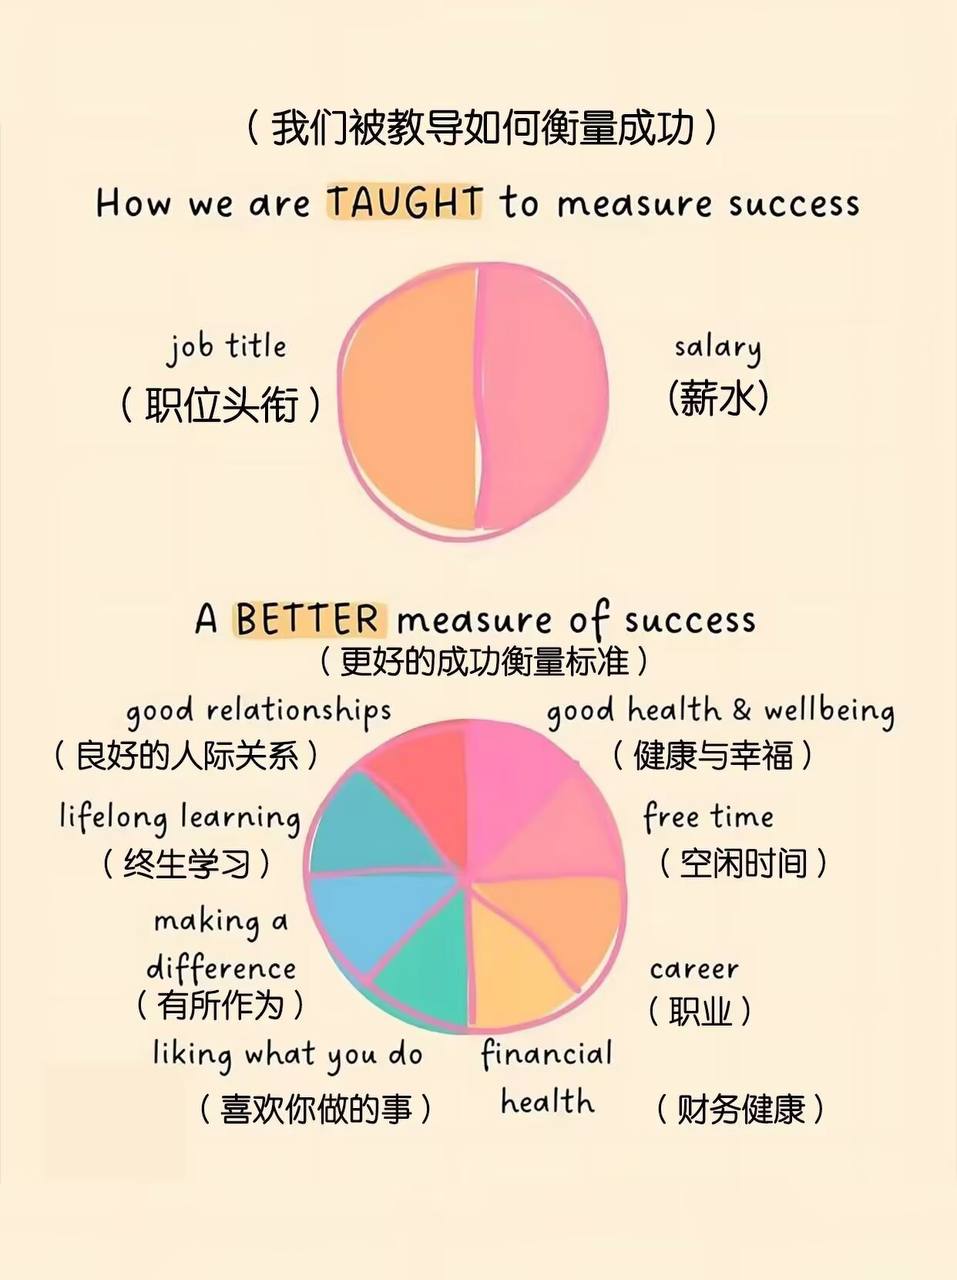 （我们被教导如何衡量成功）
How we are TAUGHT to measure success
job title
（职位头衔）
salary
(薪水)
A BETTER measure of success
（更好的成功衡量标准）
good relationships
（良好的人际关系）
good health & wellbeing
（健康与幸福）
lifelong learning
（终生学习）
free time
（空闲时间）
making a
difference
（有所作为）
career
（职业）
liking what you do
（喜欢你做的事）
financial
health
（财务健康）